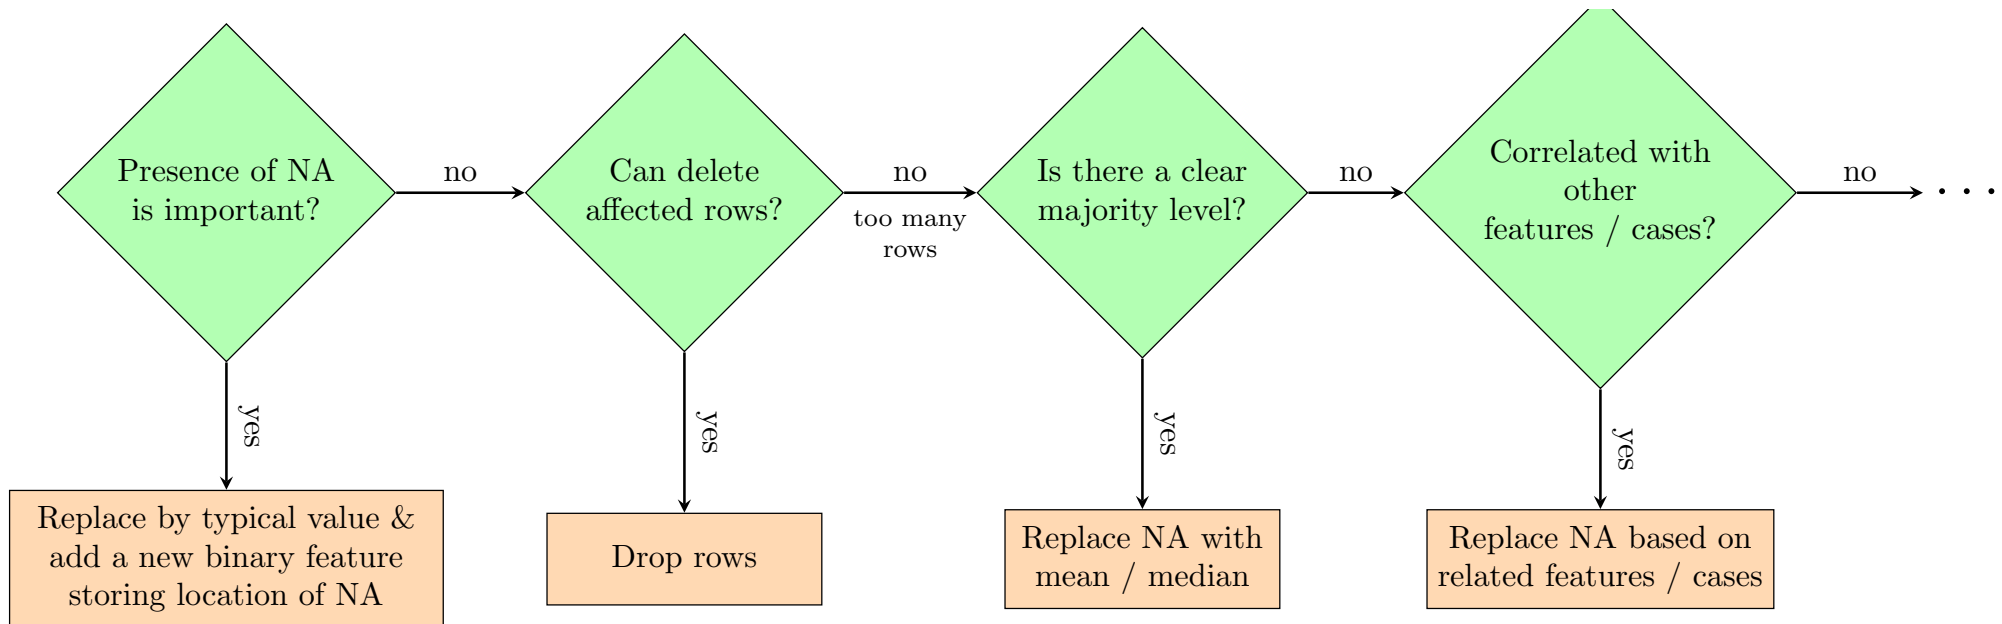 Presence of NA
is important?
no
Can delete
affected rows?
no
too many
rows
Is there a clear
majority level?
no
Correlated with
other
features / cases?
no
. . .
yes
yes
yes
yes
Replace by typical value &
add a new binary feature
storing location of NA
Drop rows
Replace NA with
mean / median
Replace NA based on
related features / cases